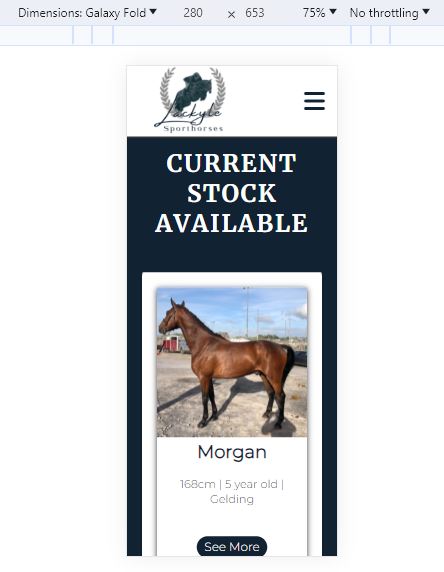 Dimensions: Galaxy Fold 280 × 653 75% No throttling
Lackyle
Sporthorses
CURRENT
STOCK
AVAILABLE
Morgan
168cm | 5 year old |
Gelding
See More